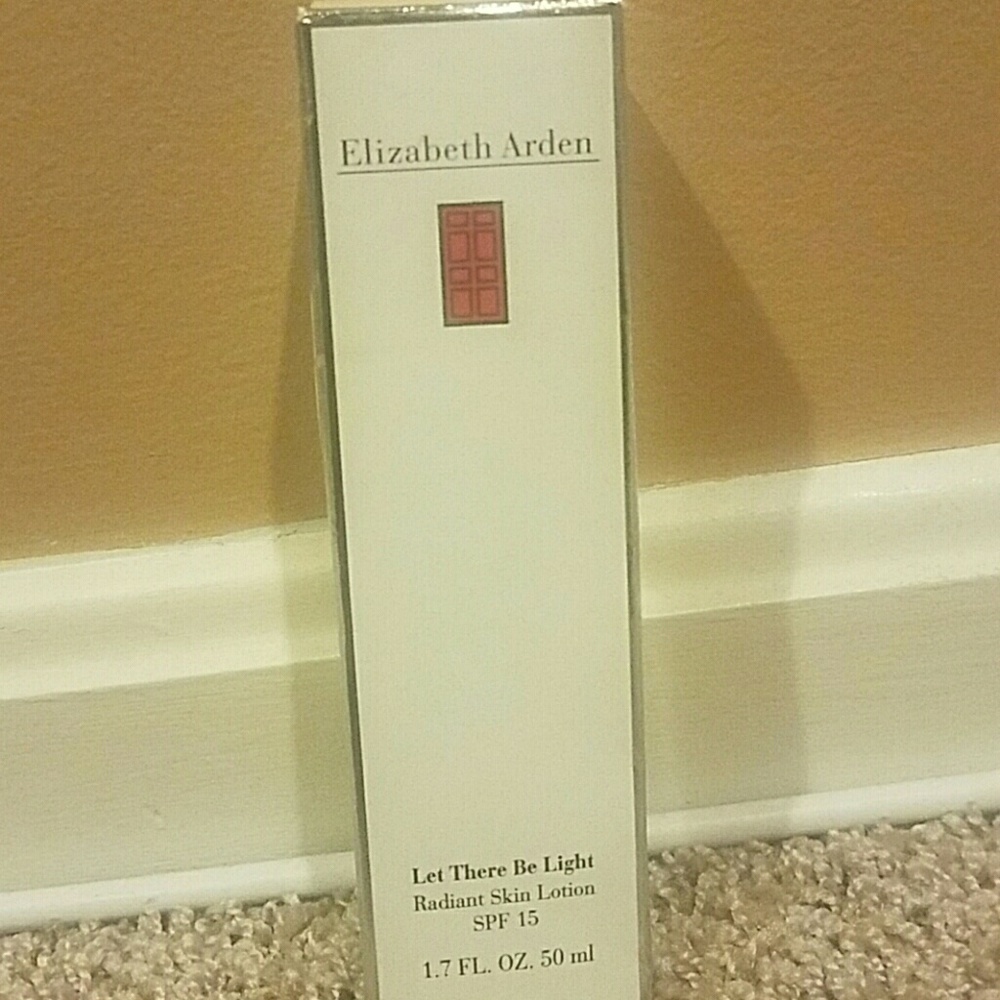 Elizabeth Arden
Let There Be Light
Radiant Skin Lotion
SPF 15
1.7 FL. OZ. 50 ml